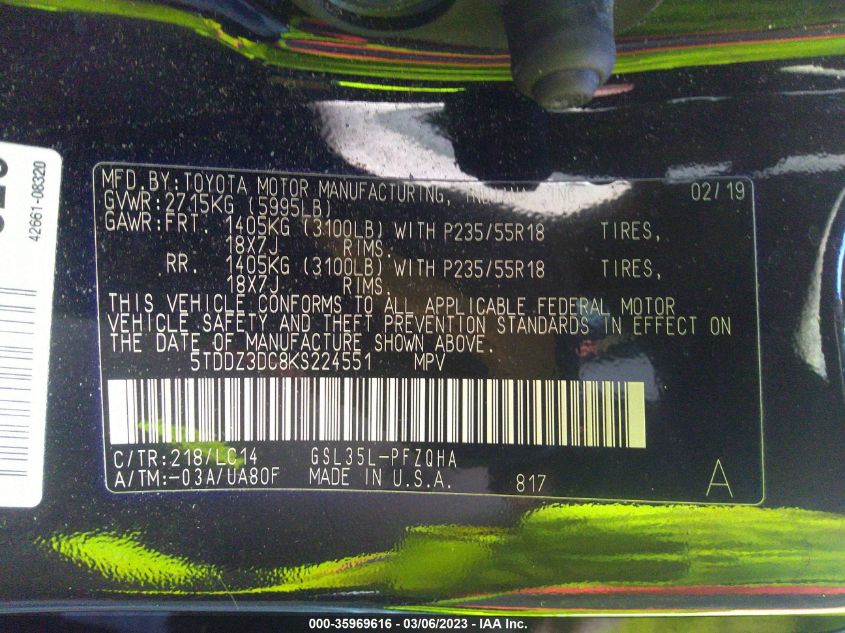 42661-08320
MFD.BY:TOYOTA MOTOR MANUFACTURING, INDIANA, INC. 02/19
GVWR:2715KG (5995LB)
GAWR:FRT. 1405KG (3100LB) WITH P235/55R18 TIRES,
18X7J RIMS.
RR. 1405KG (3100LB) WITH P235/55R18 TIRES,
18X7J RIMS.
THIS VEHICLE CONFORMS TO ALL APPLICABLE FEDERAL MOTOR
VEHICLE SAFETY AND THEFT PREVENTION STANDARDS IN EFFECT ON
THE DATE OF MANUFACTURE SHOWN ABOVE.
5TDDZ3DC8KS224551 MPV
C/TR:218/LC14 GSL35L-PFZQHA
A/TM:-03A/UA80F MADE IN U.S.A. 817 A
000-35969616 - 03/06/2023 - IAA Inc.